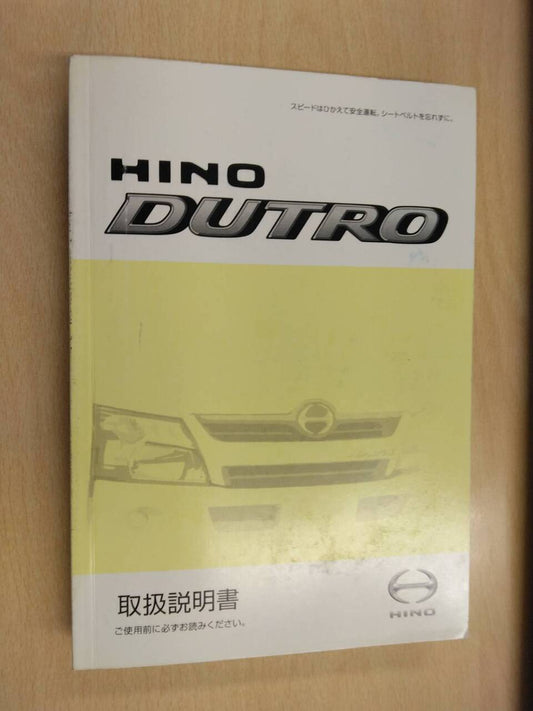 スピードはひかえて安全運転。シートベルトを忘れずに。
HINO
DUTRO
取扱説明書
ご使用前に必ずお読みください。
HINO